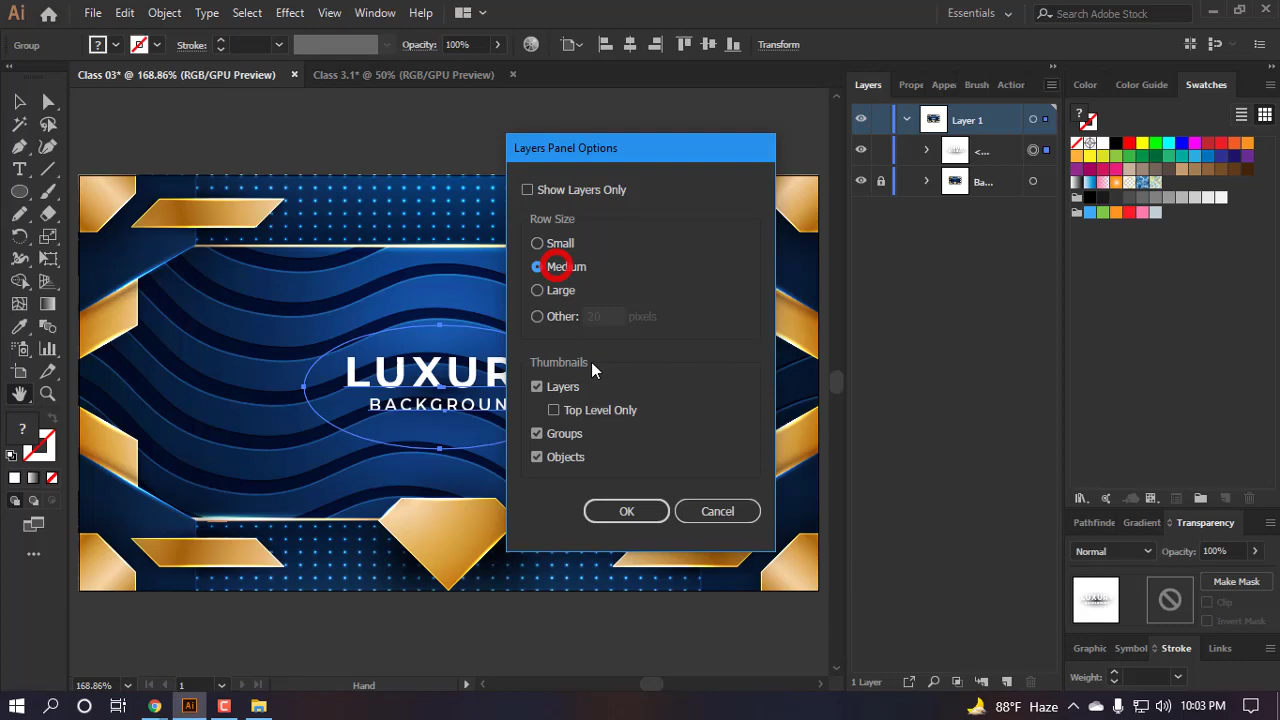 Ai File Edit Object Type Select Effect View Window Help Essentials Search Adobe Stock
Group ? Stroke: Opacity: 100% Transform
Class 03* @ 168.86% (RGB/GPU Preview) × Class 3.1* @ 50% (RGB/GPU Preview) ×
Layers Prope Appe Brush Action
Color Color Guide Swatches
Layer 1
<...
Ba...
Layers Panel Options
Show Layers Only
Row Size
Small
Medium
Large
Other: 20 pixels
Thumbnails
Layers
Top Level Only
Groups
Objects
OK Cancel
LUXUR
BACKGROUN
Pathfinde Gradient Transparency
Normal Opacity: 100%
LUXUR
Make Mask
Clip
Invert Mask
Graphic Symbol Stroke Links
Weight:
168.86% 1 Hand
1 Layer
88°F Haze 10:03 PM